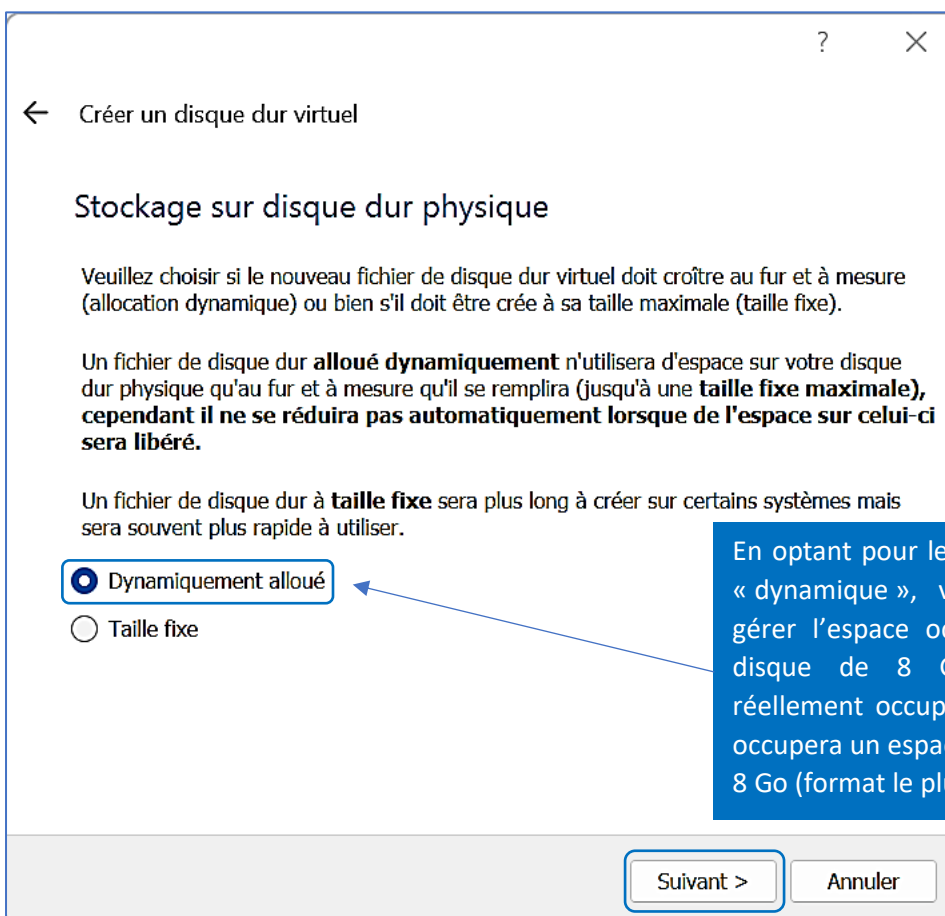 ?
Créer un disque dur virtuel
Stockage sur disque dur physique
Veuillez choisir si le nouveau fichier de disque dur virtuel doit croître au fur et à mesure
(allocation dynamique) ou bien s'il doit être crée à sa taille maximale (taille fixe).
Un fichier de disque dur alloué dynamiquement n'utilisera d'espace sur votre disque
dur physique qu'au fur et à mesure qu'il se remplira (jusqu'à une taille fixe maximale),
cependant il ne se réduira pas automatiquement lorsque de l'espace sur celui-ci
sera libéré.
Un fichier de disque dur à taille fixe sera plus long à créer sur certains systèmes mais
sera souvent plus rapide à utiliser.
Dynamiquement alloué
Taille fixe
En optant pour le
« dynamique »,
gérer l’espace
disque de 8
réellement
occupera un
8 Go (format le
Suivant >
Annuler